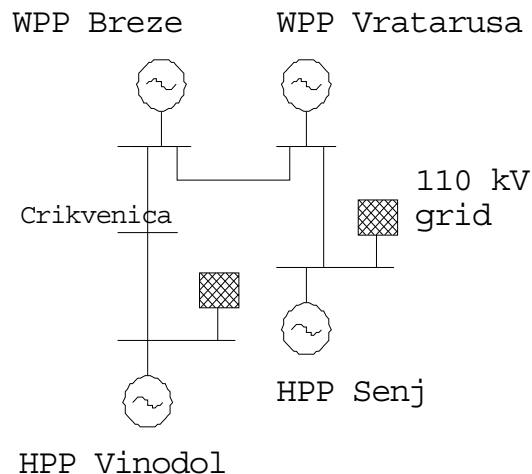 WPP Breze
WPP Vratarusa
110 kV
grid
Crikvenica
HPP Senj
HPP Vinodol